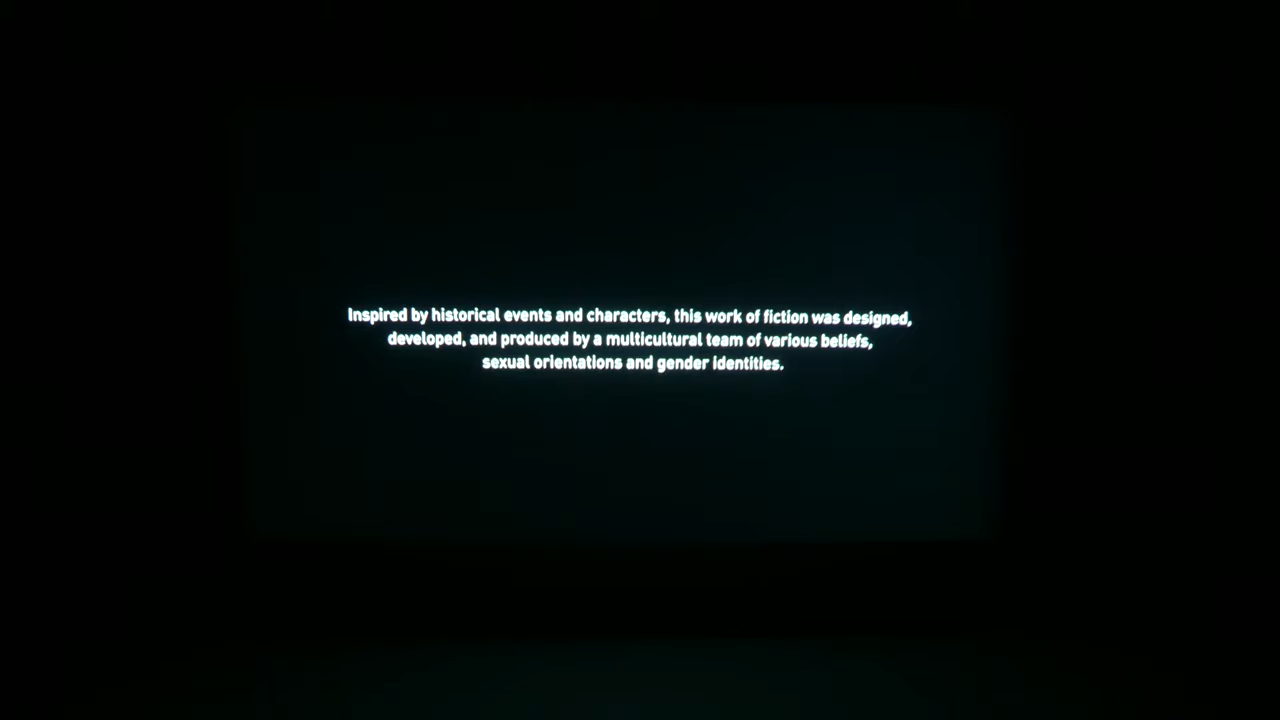 Inspired by historical events and characters, this work of fiction was designed,
developed, and produced by a multicultural team of various beliefs,
sexual orientations and gender identities.